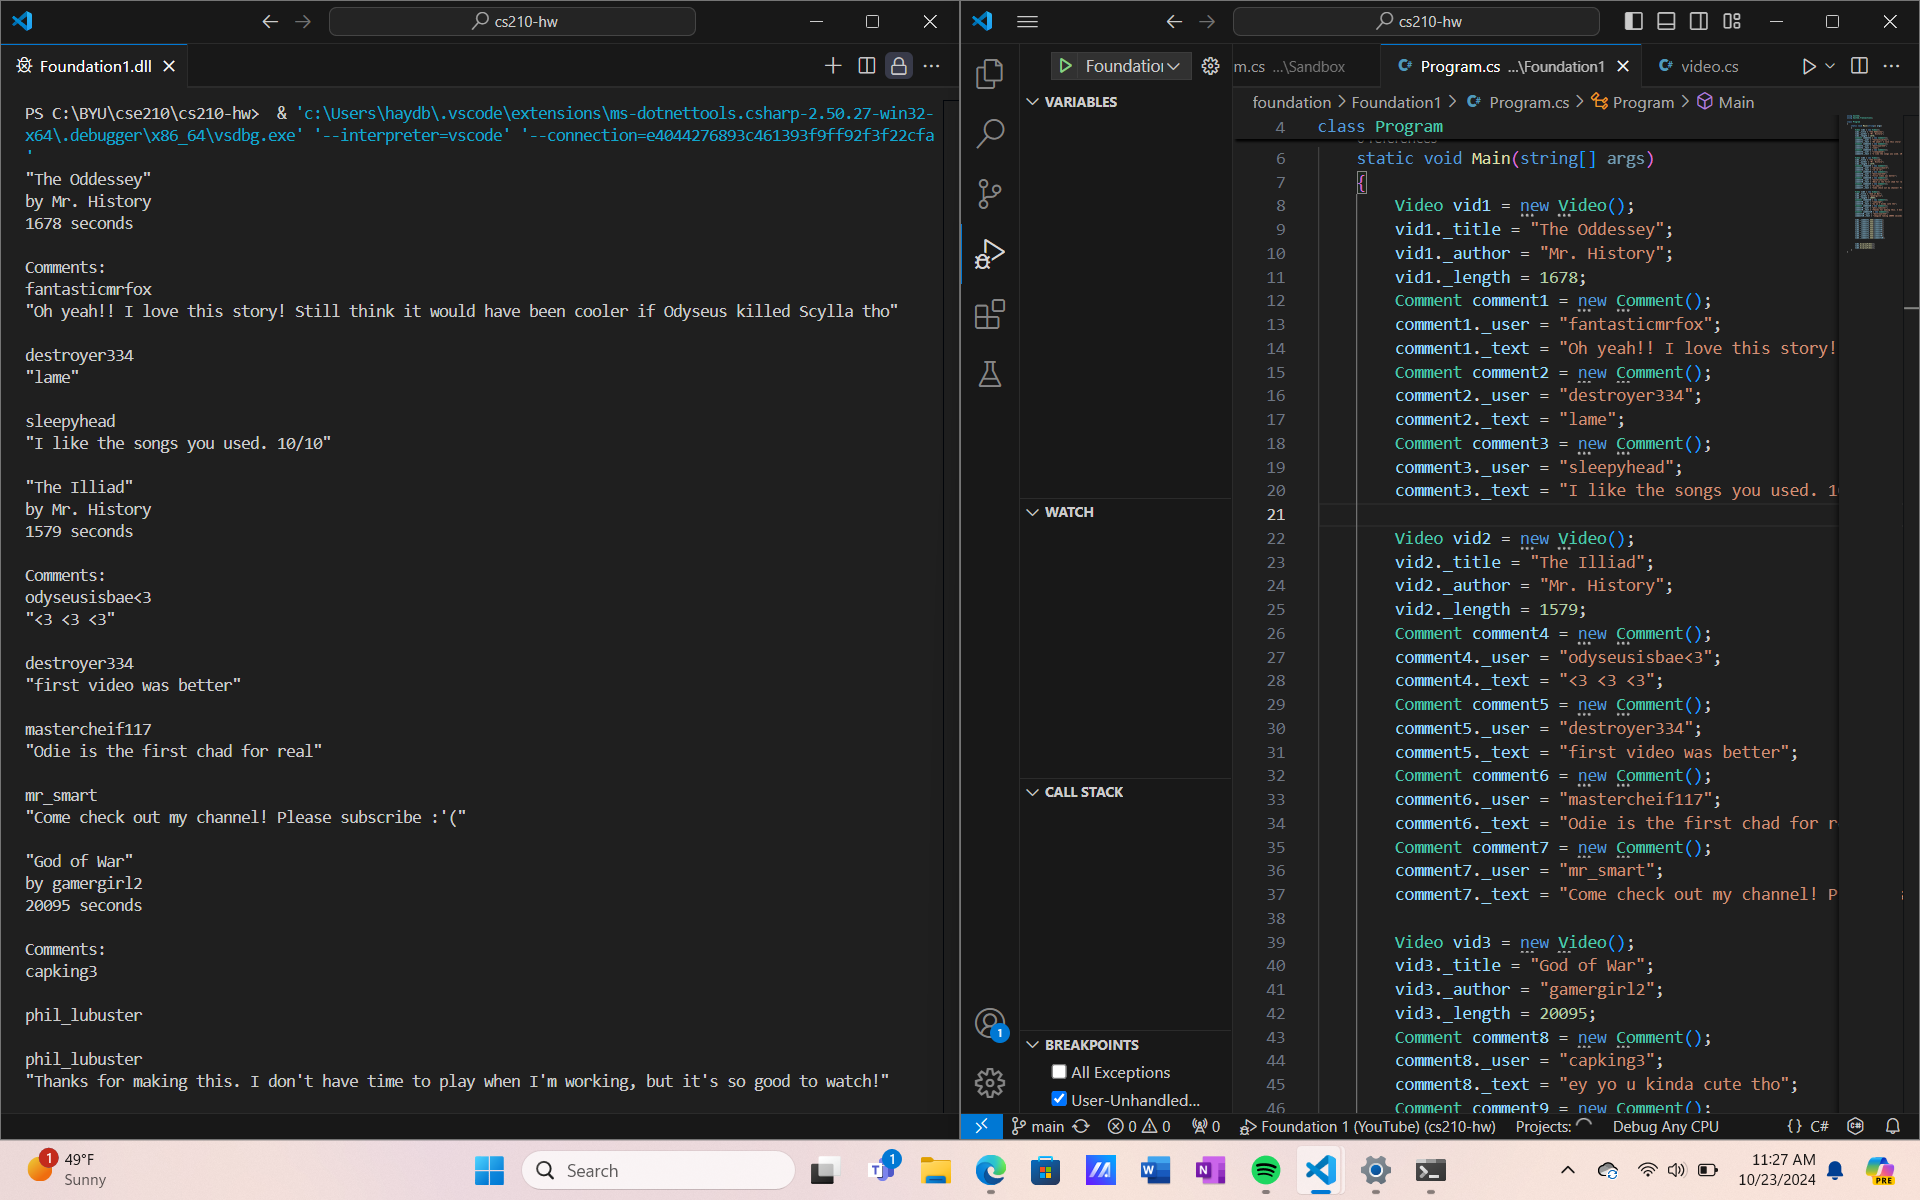 cs210-hw
Foundation1.dll
PS C:\BYU\cse210\cs210-hw>  & 'c:\Users\haydb\.vscode\extensions\ms-dotnettools.csharp-2.50.27-win32-
x64\.debugger\x86_64\vsdbg.exe' '--interpreter=vscode' '--connection=e4044276893c461393f9ff92f3f22cfa
'
"The Oddessey"
by Mr. History
1678 seconds
Comments:
fantasticmrfox
"Oh yeah!! I love this story! Still think it would have been cooler if Odyseus killed Scylla tho"
destroyer334
"lame"
sleepyhead
"I like the songs you used. 10/10"
"The Illiad"
by Mr. History
1579 seconds
Comments:
odyseusisbae<3
"<3 <3 <3"
destroyer334
"first video was better"
mastercheif117
"Odie is the first chad for real"
mr_smart
"Come check out my channel! Please subscribe :'("
"God of War"
by gamergirl2
20095 seconds
Comments:
capking3
phil_lubuster
phil_lubuster
"Thanks for making this. I don't have time to play when I'm working, but it's so good to watch!"
cs210-hw
Foundatio
m.cs ...\Sandbox
Program.cs ...\Foundation1
video.cs
VARIABLES
WATCH
CALL STACK
BREAKPOINTS
All Exceptions
User-Unhandled...
foundation > Foundation1 > Program.cs > Program > Main
4 class Program
6 static void Main(string[] args)
7 {
8 Video vid1 = new Video();
9 vid1._title = "The Oddessey";
10 vid1._author = "Mr. History";
11 vid1._length = 1678;
12 Comment comment1 = new Comment();
13 comment1._user = "fantasticmrfox";
14 comment1._text = "Oh yeah!! I love this story!
15 Comment comment2 = new Comment();
16 comment2._user = "destroyer334";
17 comment2._text = "lame";
18 Comment comment3 = new Comment();
19 comment3._user = "sleepyhead";
20 comment3._text = "I like the songs you used. 1
21
22 Video vid2 = new Video();
23 vid2._title = "The Illiad";
24 vid2._author = "Mr. History";
25 vid2._length = 1579;
26 Comment comment4 = new Comment();
27 comment4._user = "odyseusisbae<3";
28 comment4._text = "<3 <3 <3";
29 Comment comment5 = new Comment();
30 comment5._user = "destroyer334";
31 comment5._text = "first video was better";
32 Comment comment6 = new Comment();
33 comment6._user = "mastercheif117";
34 comment6._text = "Odie is the first chad for r
35 Comment comment7 = new Comment();
36 comment7._user = "mr_smart";
37 comment7._text = "Come check out my channel! P
38
39 Video vid3 = new Video();
40 vid3._title = "God of War";
41 vid3._author = "gamergirl2";
42 vid3._length = 20095;
43 Comment comment8 = new Comment();
44 comment8._user = "capking3";
45 comment8._text = "ey yo u kinda cute tho";
46 Comment comment9 = new Comment();
1
main 0 0 0 Foundation 1 (YouTube) (cs210-hw) Projects: Debug Any CPU {} C#
1 49°F
Sunny
Search
1
11:27 AM
10/23/2024
PRE